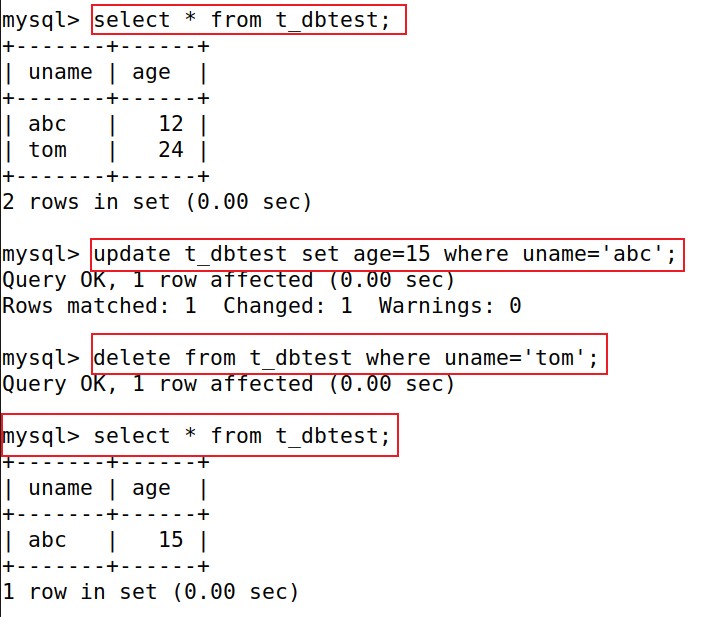 mysql> select * from t_dbtest;
+-------+------+
| uname | age  |
+-------+------+
| abc   |   12 |
| tom   |   24 |
+-------+------+
2 rows in set (0.00 sec)
mysql> update t_dbtest set age=15 where uname='abc';
Query OK, 1 row affected (0.00 sec)
Rows matched: 1  Changed: 1  Warnings: 0
mysql> delete from t_dbtest where uname='tom';
Query OK, 1 row affected (0.00 sec)
mysql> select * from t_dbtest;
+-------+------+
| uname | age  |
+-------+------+
| abc   |   15 |
+-------+------+
1 row in set (0.00 sec)